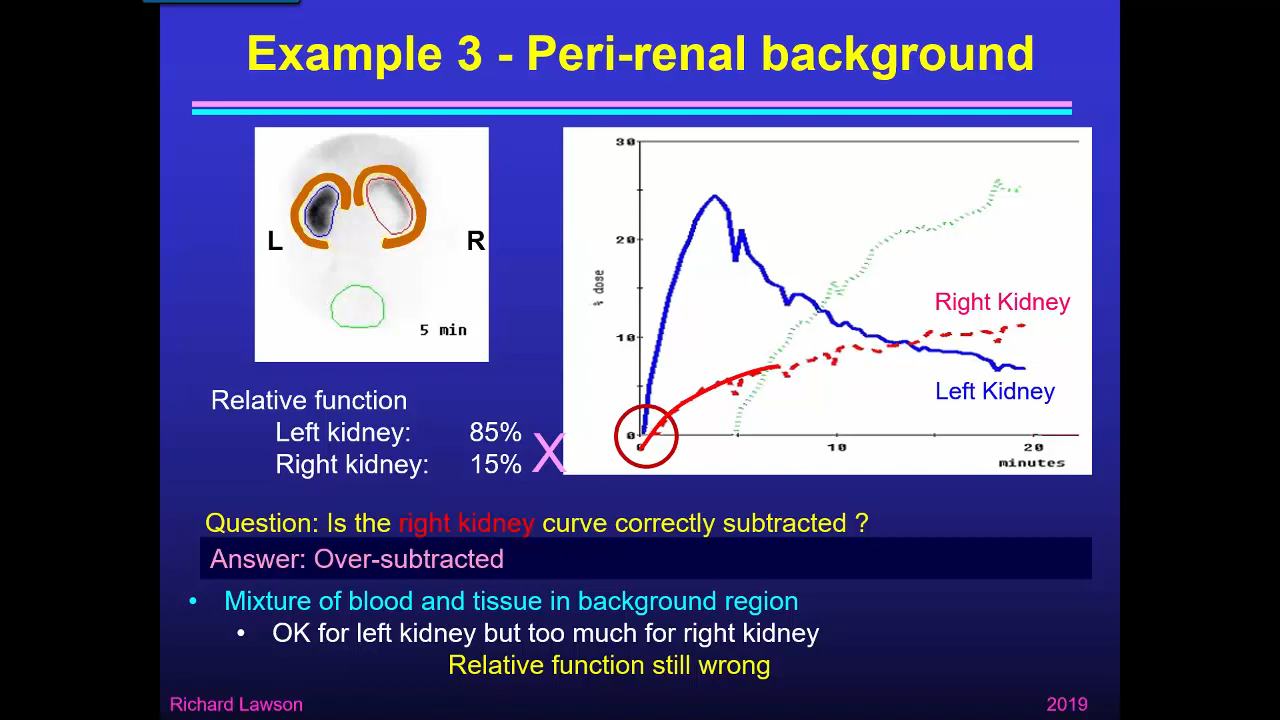 Example 3 - Peri-renal background
L
R
5 min
30
20
10
0
% dose
0
10
20
minutes
Right Kidney
Left Kidney
Relative function
Left kidney: 85%
Right kidney: 15%
X
Question: Is the right kidney curve correctly subtracted ?
Answer: Over-subtracted
• Mixture of blood and tissue in background region
• OK for left kidney but too much for right kidney
Relative function still wrong
Richard Lawson
2019